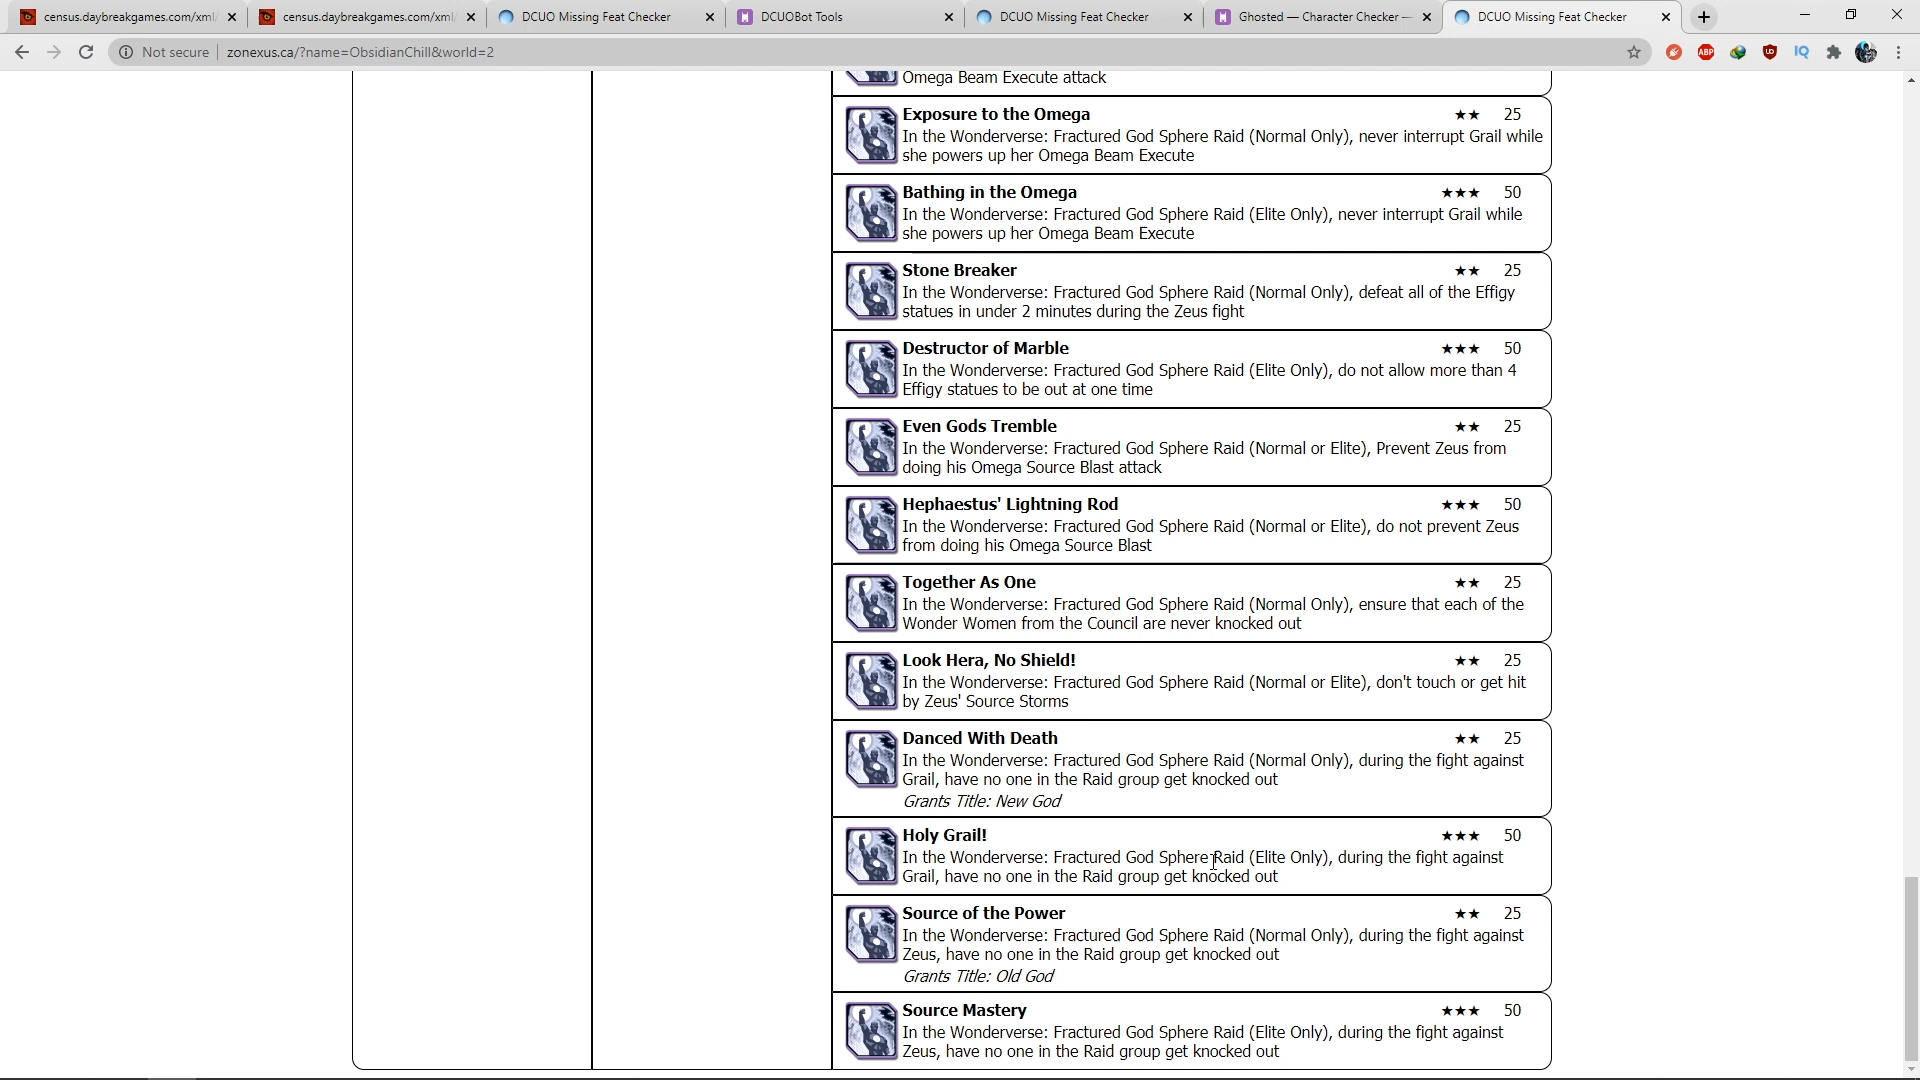 census.daybreakgames.com/xml/
census.daybreakgames.com/xml/
DCUO Missing Feat Checker
DCUOBot Tools
DCUO Missing Feat Checker
Ghosted — Character Checker —
DCUO Missing Feat Checker
Not secure
zonexus.ca/?name=ObsidianChill&world=2
ABP
IQ
Omega Beam Execute attack
Exposure to the Omega ★★ 25
In the Wonderverse: Fractured God Sphere Raid (Normal Only), never interrupt Grail while
she powers up her Omega Beam Execute
Bathing in the Omega ★★★ 50
In the Wonderverse: Fractured God Sphere Raid (Elite Only), never interrupt Grail while
she powers up her Omega Beam Execute
Stone Breaker ★★ 25
In the Wonderverse: Fractured God Sphere Raid (Normal Only), defeat all of the Effigy
statues in under 2 minutes during the Zeus fight
Destructor of Marble ★★★ 50
In the Wonderverse: Fractured God Sphere Raid (Elite Only), do not allow more than 4
Effigy statues to be out at one time
Even Gods Tremble ★★ 25
In the Wonderverse: Fractured God Sphere Raid (Normal or Elite), Prevent Zeus from
doing his Omega Source Blast attack
Hephaestus' Lightning Rod ★★★ 50
In the Wonderverse: Fractured God Sphere Raid (Normal or Elite), do not prevent Zeus
from doing his Omega Source Blast
Together As One ★★ 25
In the Wonderverse: Fractured God Sphere Raid (Normal Only), ensure that each of the
Wonder Women from the Council are never knocked out
Look Hera, No Shield! ★★ 25
In the Wonderverse: Fractured God Sphere Raid (Normal or Elite), don't touch or get hit
by Zeus' Source Storms
Danced With Death ★★ 25
In the Wonderverse: Fractured God Sphere Raid (Normal Only), during the fight against
Grail, have no one in the Raid group get knocked out
Grants Title: New God
Holy Grail! ★★★ 50
In the Wonderverse: Fractured God Sphere Raid (Elite Only), during the fight against
Grail, have no one in the Raid group get knocked out
Source of the Power ★★ 25
In the Wonderverse: Fractured God Sphere Raid (Normal Only), during the fight against
Zeus, have no one in the Raid group get knocked out
Grants Title: Old God
Source Mastery ★★★ 50
In the Wonderverse: Fractured God Sphere Raid (Elite Only), during the fight against
Zeus, have no one in the Raid group get knocked out